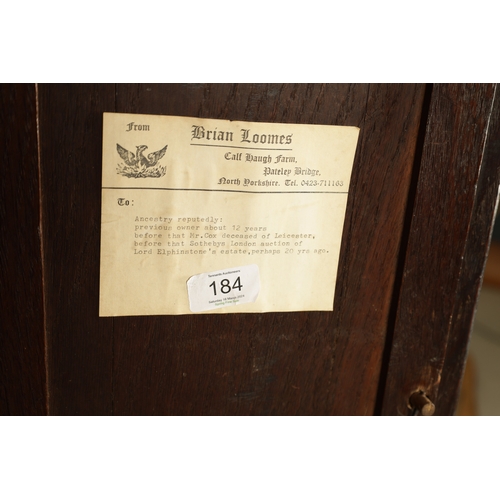 From
Brian Loomes
Calf Haugh Farm,
Pateley Bridge,
North Yorkshire. Tel. 0423-711163
To:
Ancestry reputedly:
previous owner about 12 years
before that Mr.Cox deceased of Leicester,
before that Sothebys London auction of
Lord Elphinstone's estate,perhaps 20 yrs ago.
184